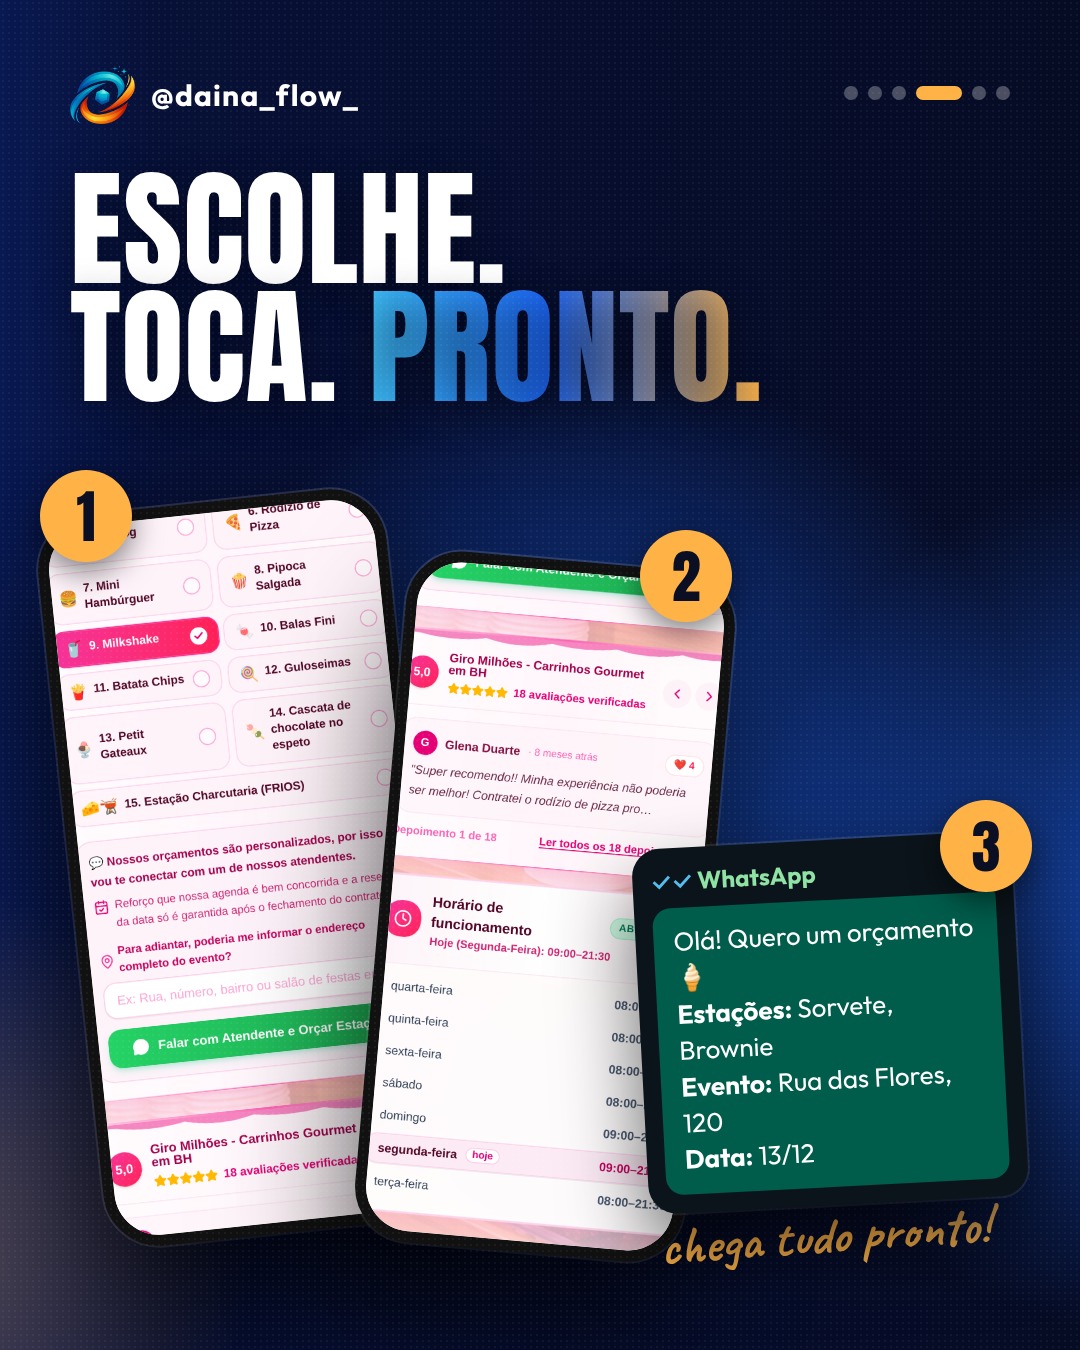 @daina_flow_
ESCOLHE.
TOCA. PRONTO.
1
6. Rodízio de
Pizza
7. Mini
Hambúrguer
8. Pipoca
Salgada
9. Milkshake
10. Balas Fini
11. Batata Chips
12. Guloseimas
13. Petit
Gateaux
14. Cascata de
chocolate no
espeto
15. Estação Charcutaria (FRIOS)
Nossos orçamentos são personalizados, por isso
vou te conectar com um de nossos atendentes.
Reforço que nossa agenda é bem concorrida e a
da data só é garantida após o fechamento do
Para adiantar, poderia me informar o endereço
completo do evento?
Ex: Rua, número, bairro ou salão de festas
Falar com Atendente e Orçar
Giro Milhões - Carrinhos Gourmet
em BH
5,0
18 avaliações verificadas
2
Falar com Atendente e
5,0
Giro Milhões - Carrinhos Gourmet
em BH
18 avaliações verificadas
G
Glena Duarte · 8 meses atrás
4
"Super recomendo!! Minha experiência não poderia
ser melhor! Contratei o rodízio de pizza pro…
Depoimento 1 de 18
Ler todos os 18
Horário de
funcionamento
Hoje (Segunda-Feira): 09:00–21:30
quarta-feira
quinta-feira
sexta-feira
sábado
domingo
segunda-feira hoje
terça-feira
3
WhatsApp
Olá! Quero um orçamento
🍦
Estações: Sorvete,
Brownie
Evento: Rua das Flores,
120
Data: 13/12
chega tudo pronto!